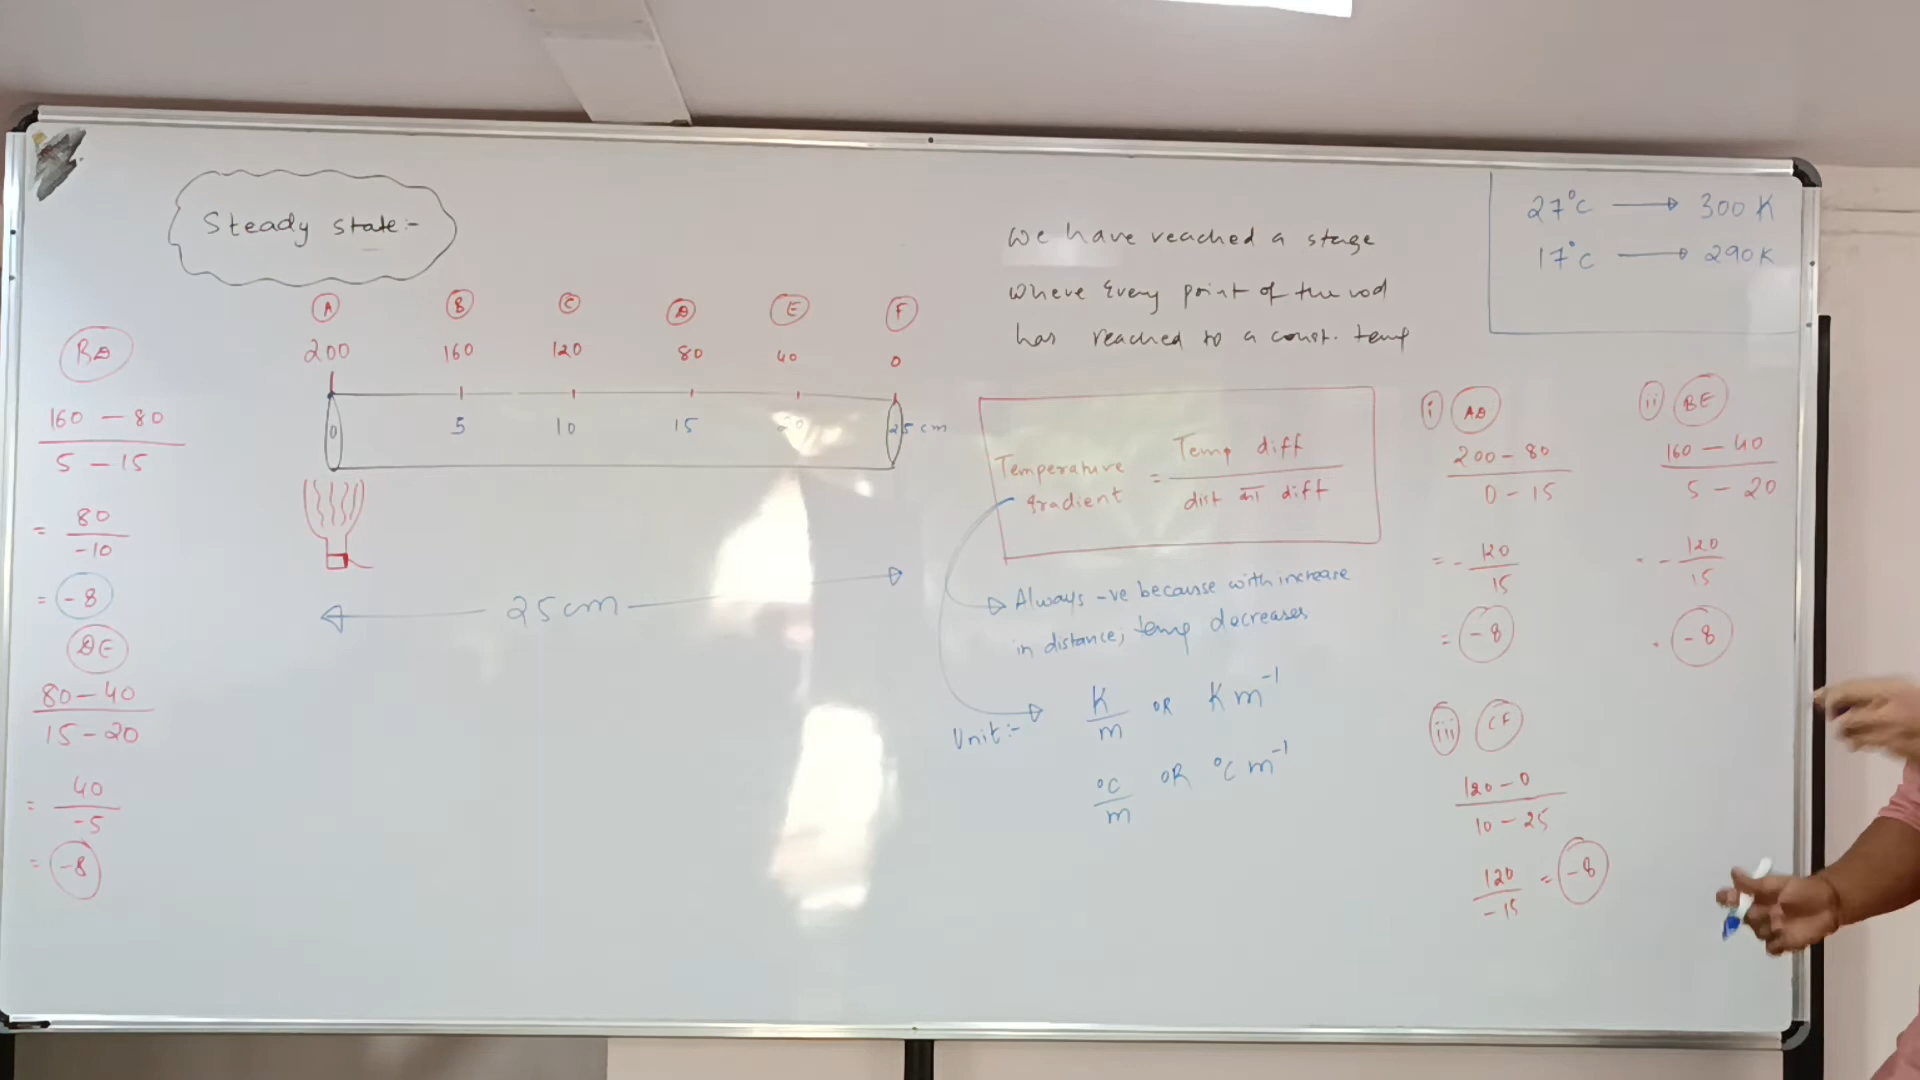 Steady state:-
A B C D E F
200 160 120 80 40 0
0 5 10 15 20 25 cm
25cm
BD
160 - 80
5 - 15
= 80
-10
= -8
DE
80 - 40
15 - 20
= 40
-5
= -8
We have reached a stage
where every point of the rod
has reached to a const. temp
Temperature gradient = Temp diff
dist का diff
Always -ve because with increase
in distance; temp decreases
Unit:- K OR K m⁻¹
m
°C OR °C m⁻¹
m
27°C → 300 K
17°C → 290 K
i AD
200 - 80
0 - 15
= - 120
15
= -8
ii BE
160 - 40
5 - 20
= - 120
15
= -8
iii CF
120 - 0
10 - 25
120 = -8
-15